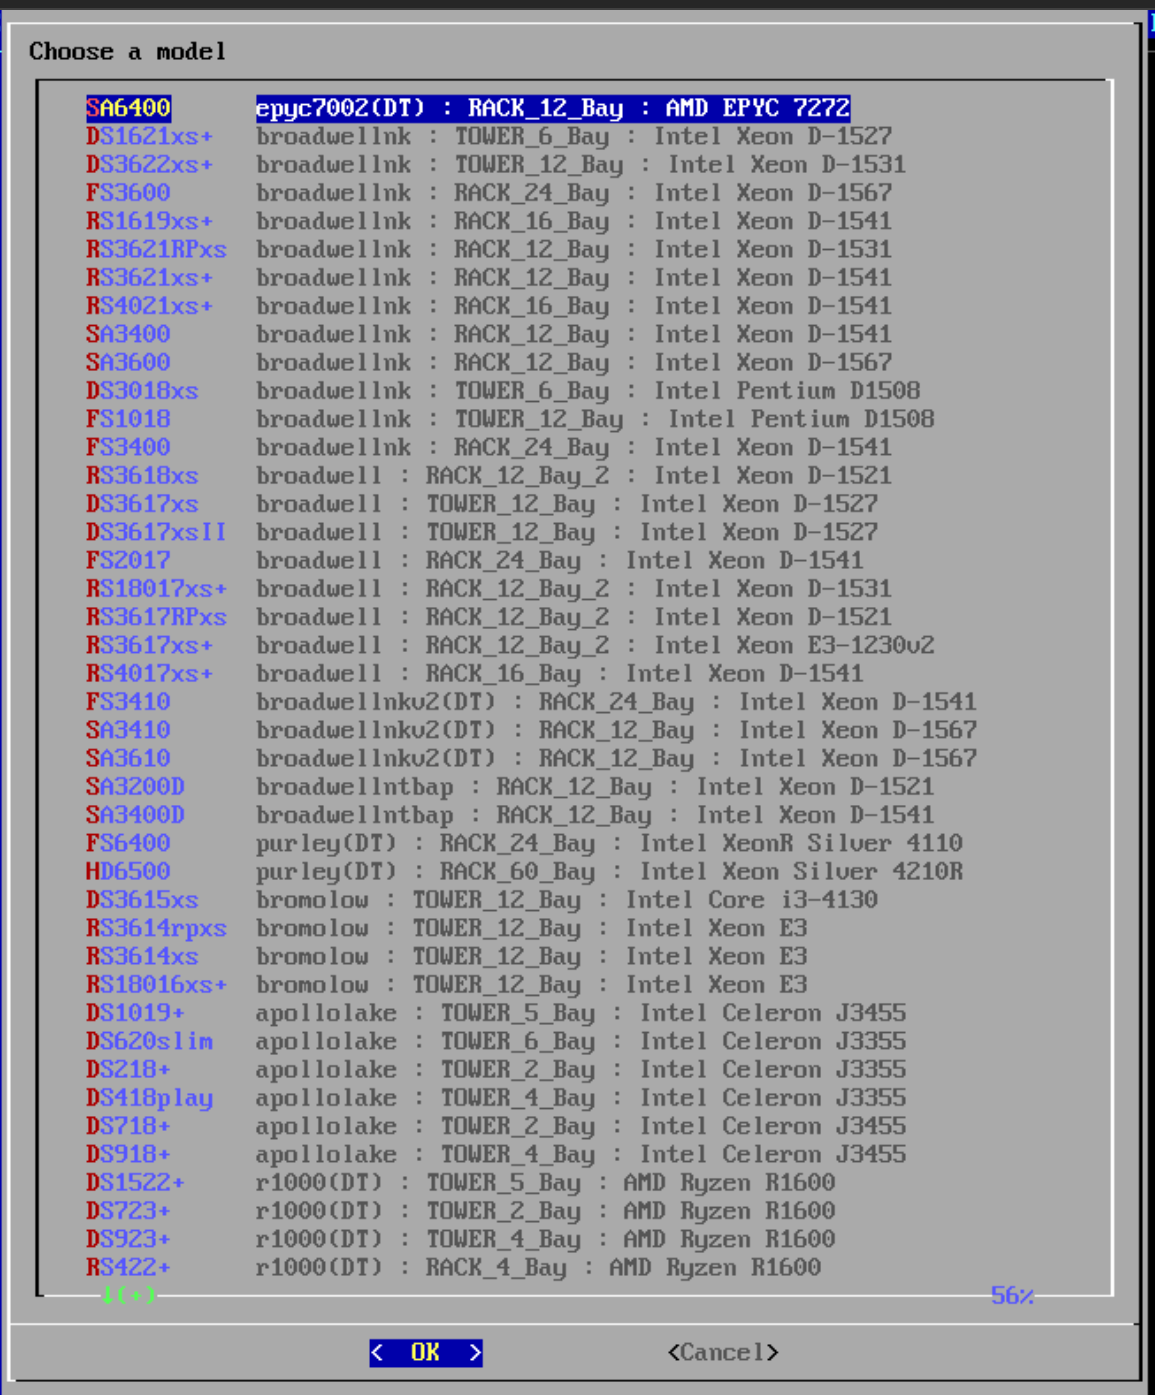 Choose a model
SA6400 epyc7002(DT) : RACK_12_Bay : AMD EPYC 7272
DS1621xs+ broadwellnk : TOWER_6_Bay : Intel Xeon D-1527
DS3622xs+ broadwellnk : TOWER_12_Bay : Intel Xeon D-1531
FS3600 broadwellnk : RACK_24_Bay : Intel Xeon D-1567
RS1619xs+ broadwellnk : RACK_16_Bay : Intel Xeon D-1541
RS3621RPxs broadwellnk : RACK_12_Bay : Intel Xeon D-1531
RS3621xs+ broadwellnk : RACK_12_Bay : Intel Xeon D-1541
RS4021xs+ broadwellnk : RACK_16_Bay : Intel Xeon D-1541
SA3400 broadwellnk : RACK_12_Bay : Intel Xeon D-1541
SA3600 broadwellnk : RACK_12_Bay : Intel Xeon D-1567
DS3018xs broadwellnk : TOWER_6_Bay : Intel Pentium D1508
FS1018 broadwellnk : TOWER_12_Bay : Intel Pentium D1508
FS3400 broadwellnk : RACK_24_Bay : Intel Xeon D-1541
RS3618xs broadwell : RACK_12_Bay_2 : Intel Xeon D-1521
DS3617xs broadwell : TOWER_12_Bay : Intel Xeon D-1527
DS3617xsII broadwell : TOWER_12_Bay : Intel Xeon D-1527
FS2017 broadwell : RACK_24_Bay : Intel Xeon D-1541
RS18017xs+ broadwell : RACK_12_Bay_2 : Intel Xeon D-1531
RS3617RPxs broadwell : RACK_12_Bay_2 : Intel Xeon D-1521
RS3617xs+ broadwell : RACK_12_Bay_2 : Intel Xeon E3-1230v2
RS4017xs+ broadwell : RACK_16_Bay : Intel Xeon D-1541
FS3410 broadwellnkv2(DT) : RACK_24_Bay : Intel Xeon D-1541
SA3410 broadwellnkv2(DT) : RACK_12_Bay : Intel Xeon D-1567
SA3610 broadwellnkv2(DT) : RACK_12_Bay : Intel Xeon D-1567
SA3200D broadwellntbap : RACK_12_Bay : Intel Xeon D-1521
SA3400D broadwellntbap : RACK_12_Bay : Intel Xeon D-1541
FS6400 purley(DT) : RACK_24_Bay : Intel XeonR Silver 4110
HD6500 purley(DT) : RACK_60_Bay : Intel Xeon Silver 4210R
DS3615xs bromolow : TOWER_12_Bay : Intel Core i3-4130
RS3614rpxs bromolow : TOWER_12_Bay : Intel Xeon E3
RS3614xs bromolow : TOWER_12_Bay : Intel Xeon E3
RS18016xs+ bromolow : TOWER_12_Bay : Intel Xeon E3
DS1019+ apollolake : TOWER_5_Bay : Intel Celeron J3455
DS620slim apollolake : TOWER_6_Bay : Intel Celeron J3355
DS218+ apollolake : TOWER_2_Bay : Intel Celeron J3355
DS418play apollolake : TOWER_4_Bay : Intel Celeron J3355
DS718+ apollolake : TOWER_2_Bay : Intel Celeron J3455
DS918+ apollolake : TOWER_4_Bay : Intel Celeron J3455
DS1522+ r1000(DT) : TOWER_5_Bay : AMD Ryzen R1600
DS723+ r1000(DT) : TOWER_2_Bay : AMD Ryzen R1600
DS923+ r1000(DT) : TOWER_4_Bay : AMD Ryzen R1600
RS422+ r1000(DT) : RACK_4_Bay : AMD Ryzen R1600
↓(+) 56%
< OK > <Cancel>